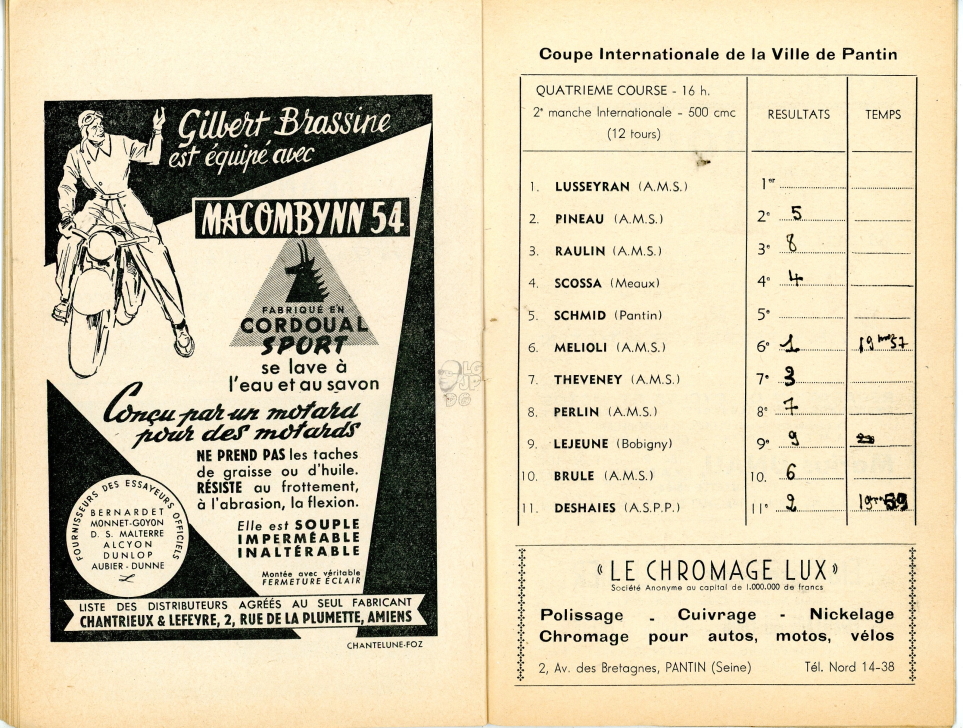 Gilbert Brassine
est équipé avec
MACOMBYNN 54
FABRIQUÉ EN
CORDOUAL
SPORT
se lave à
l'eau et au savon
Conçu par un motard
pour des motards
NE PREND PAS les taches
de graisse ou d'huile.
RÉSISTE au frottement,
à l'abrasion, la flexion.
Elle est SOUPLE
IMPERMÉABLE
INALTÉRABLE
Montée avec véritable
FERMETURE ÉCLAIR
FOURNISSEURS DES ESSAYEURS OFFICIELS
BERNARDET
MONNET-GOYON
D. S. MALTERRE
ALCYON
DUNLOP
AUBIER - DUNNE
LISTE DES DISTRIBUTEURS AGRÉÉS AU SEUL FABRICANT
CHANTRIEUX & LEFEYRE, 2, RUE DE LA PLUMETTE, AMIENS
CHANTELUNE-FOZ
LG
JP
DG
Coupe Internationale de la Ville de Pantin
QUATRIEME COURSE - 16 h.
2e manche Internationale - 500 cmc
(12 tours)
RESULTATS
TEMPS
1. LUSSEYRAN (A.M.S.) 1er
2. PINEAU (A.M.S.) 2e 5
3. RAULIN (A.M.S.) 3e 8
4. SCOSSA (Meaux) 4e 4
5. SCHMID (Pantin) 5e
6. MELIOLI (A.M.S.) 6e 1 19 57
7. THEVENEY (A.M.S.) 7e 3
8. PERLIN (A.M.S.) 8e 7
9. LEJEUNE (Bobigny) 9e 9
10. BRULE (A.M.S.) 10. 6
11. DESHAIES (A.S.P.P.) 11e 2 19 59
« LE CHROMAGE LUX »
Société Anonyme au capital de 1.000.000 de francs
Polissage - Cuivrage - Nickelage
Chromage pour autos, motos, vélos
2, Av. des Bretagnes, PANTIN (Seine) Tél. Nord 14-38